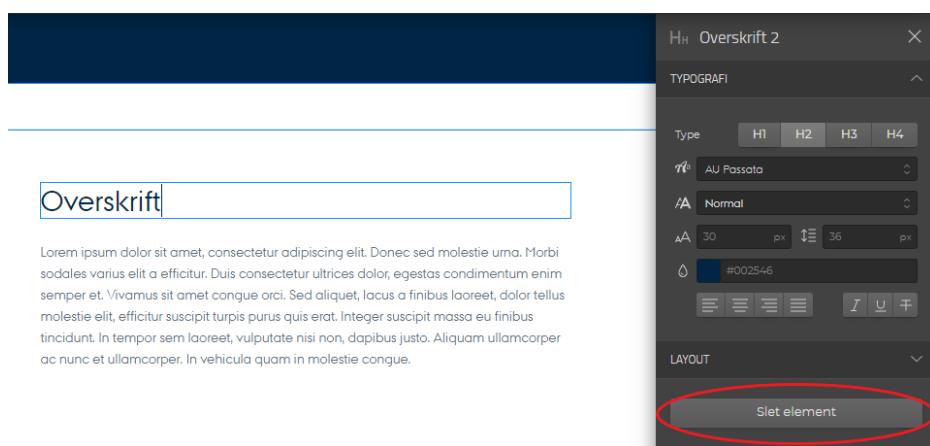 Overskrift
Lorem ipsum dolor sit amet, consectetur adipiscing elit. Donec sed molestie urna. Morbi
sodales varius elit a efficitur. Duis consectetur ultrices dolor, egestas condimentum enim
semper et. Vivamus sit amet congue orci. Sed aliquet, lacus a finibus laoreet, dolor tellus
molestie elit, efficitur suscipit turpis purus quis erat. Integer suscipit massa eu finibus
tincidunt. In tempor sem laoreet, vulputate nisi non, dapibus justo. Aliquam ullamcorper
ac nunc et ullamcorper. In vehicula quam in molestie congue.
HH Overskrift 2
TYPOGRAFI
Type H1 H2 H3 H4
AU Passata
Normal
30 px 36 px
#002546
LAYOUT
Slet element